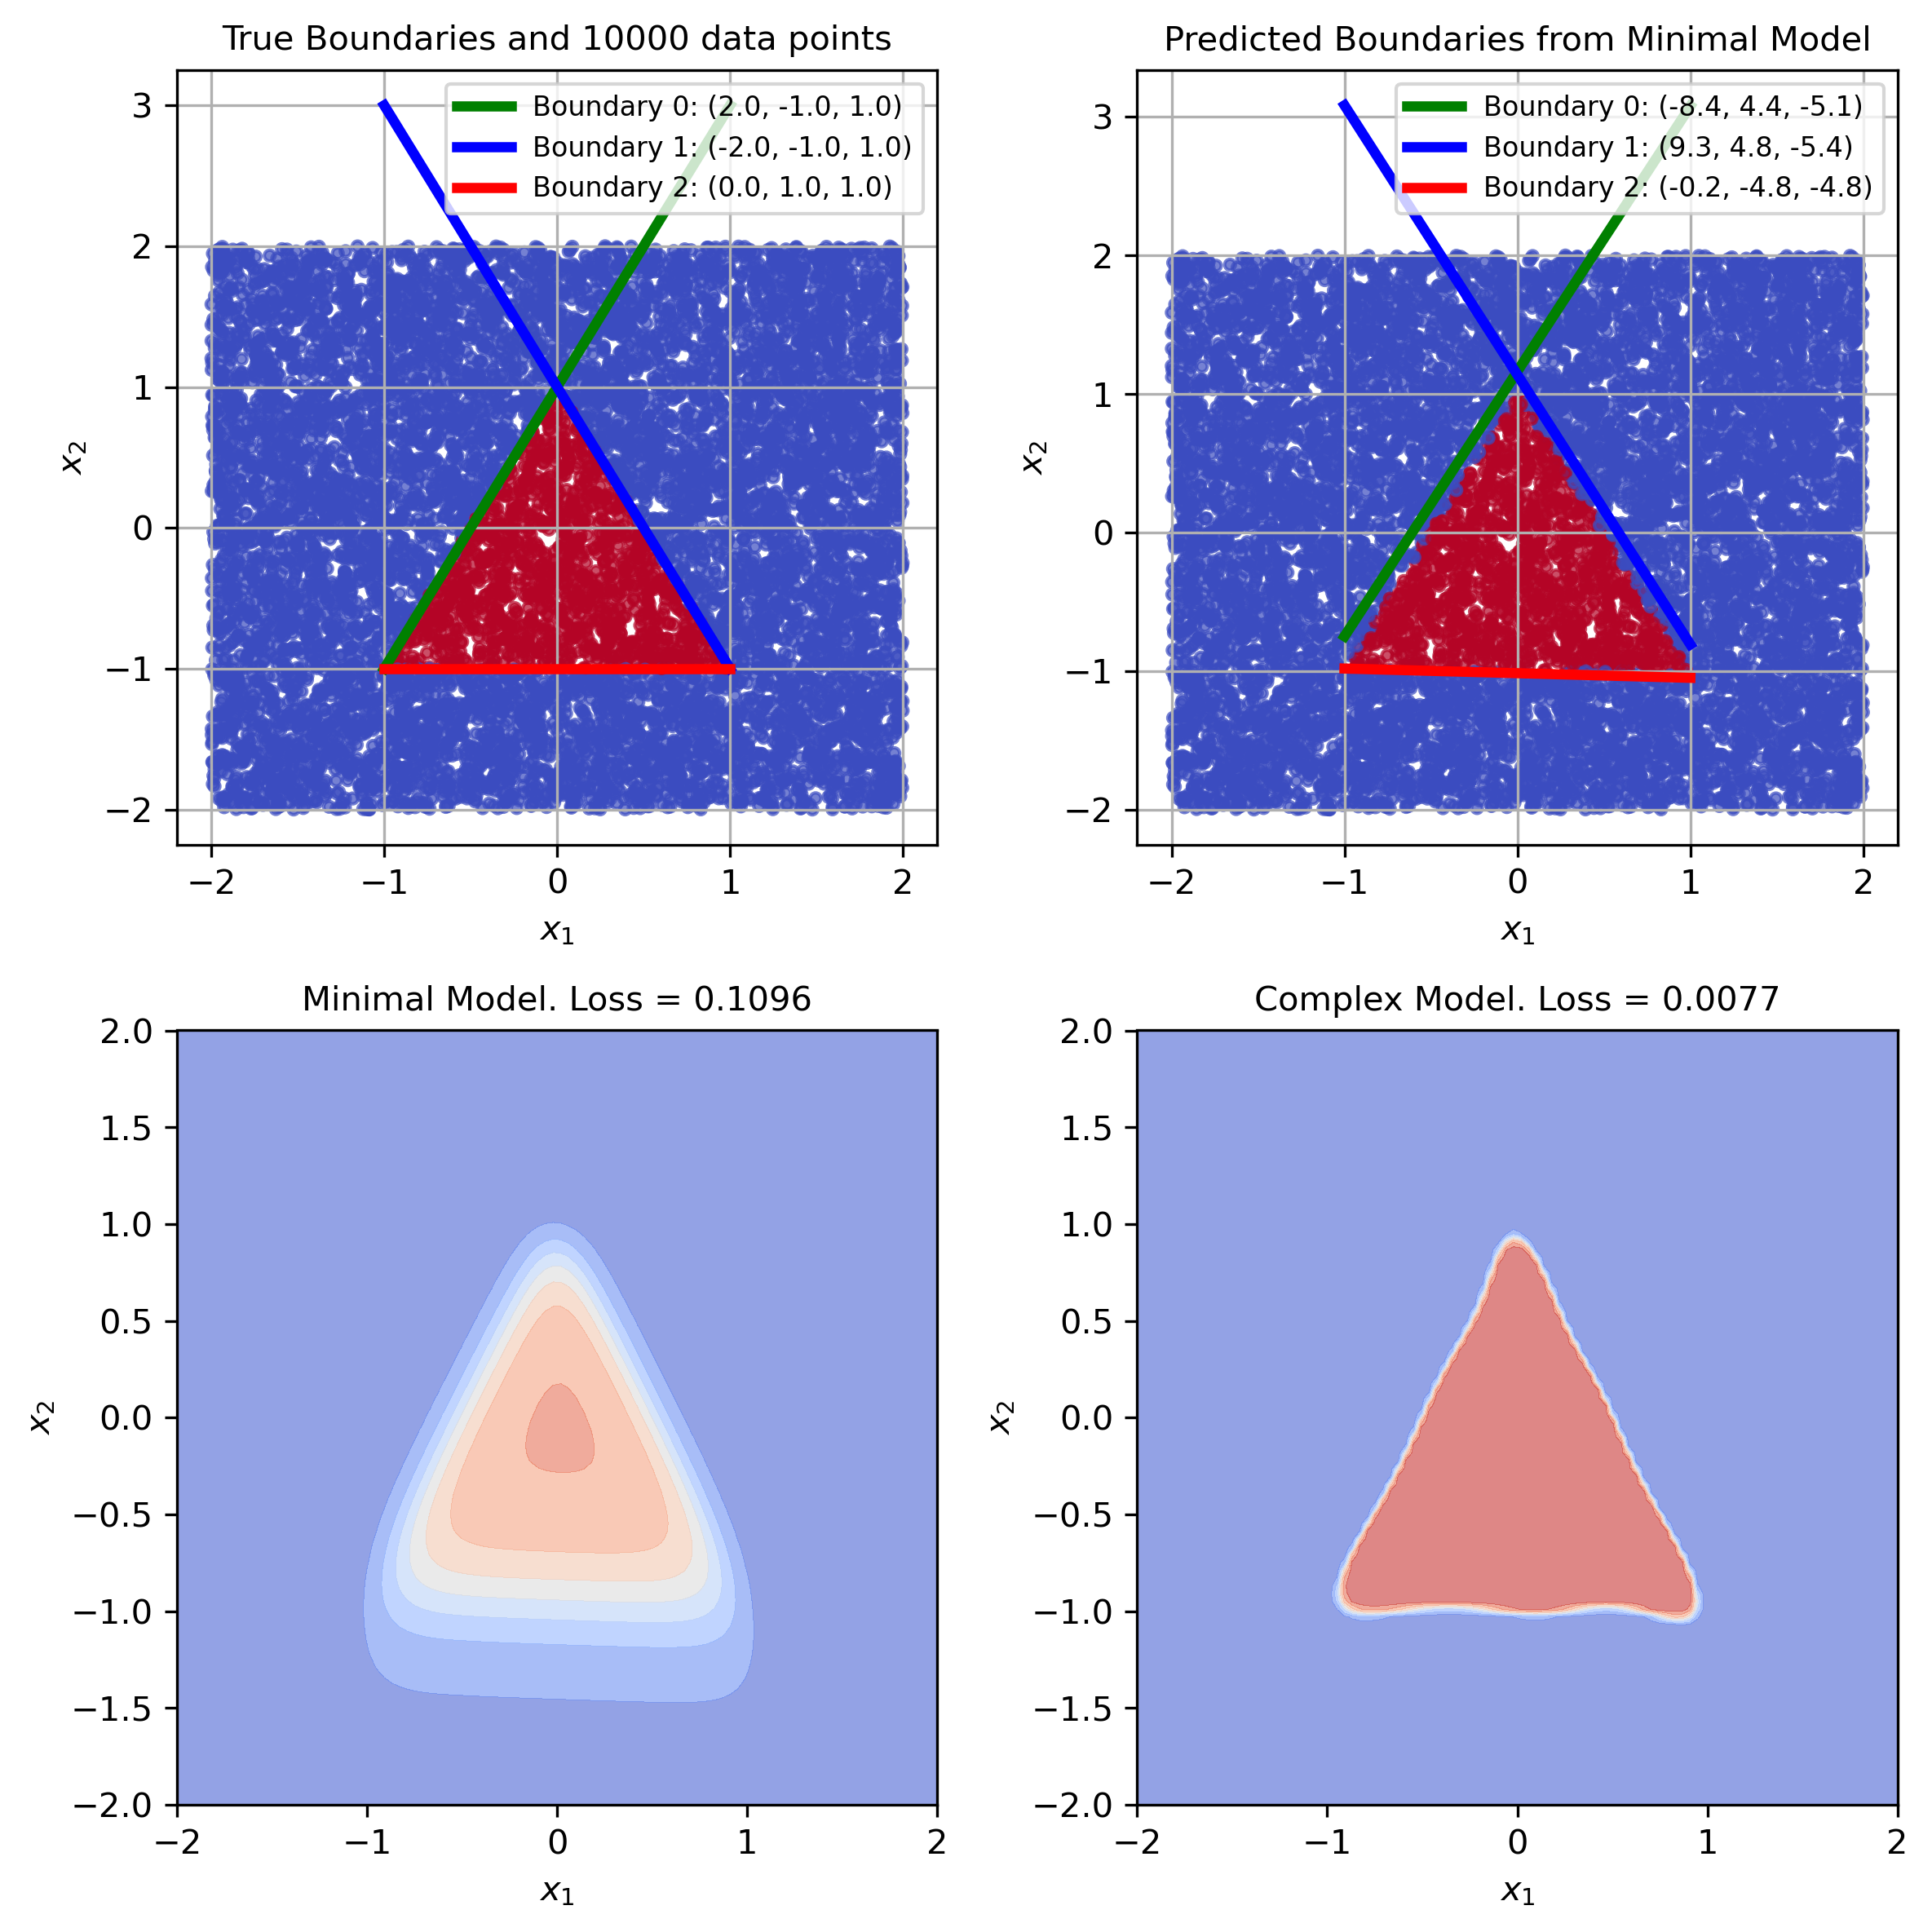 True Boundaries and 10000 data points
Boundary 0: (2.0, -1.0, 1.0)
Boundary 1: (-2.0, -1.0, 1.0)
Boundary 2: (0.0, 1.0, 1.0)
3
2
1
0
−1
−2
x2
−2 −1 0 1 2
x1
Predicted Boundaries from Minimal Model
Boundary 0: (-8.4, 4.4, -5.1)
Boundary 1: (9.3, 4.8, -5.4)
Boundary 2: (-0.2, -4.8, -4.8)
3
2
1
0
−1
−2
x2
−2 −1 0 1 2
x1
Minimal Model. Loss = 0.1096
2.0
1.5
1.0
0.5
0.0
−0.5
−1.0
−1.5
−2.0
x2
−2 −1 0 1 2
x1
Complex Model. Loss = 0.0077
2.0
1.5
1.0
0.5
0.0
−0.5
−1.0
−1.5
−2.0
x2
−2 −1 0 1 2
x1